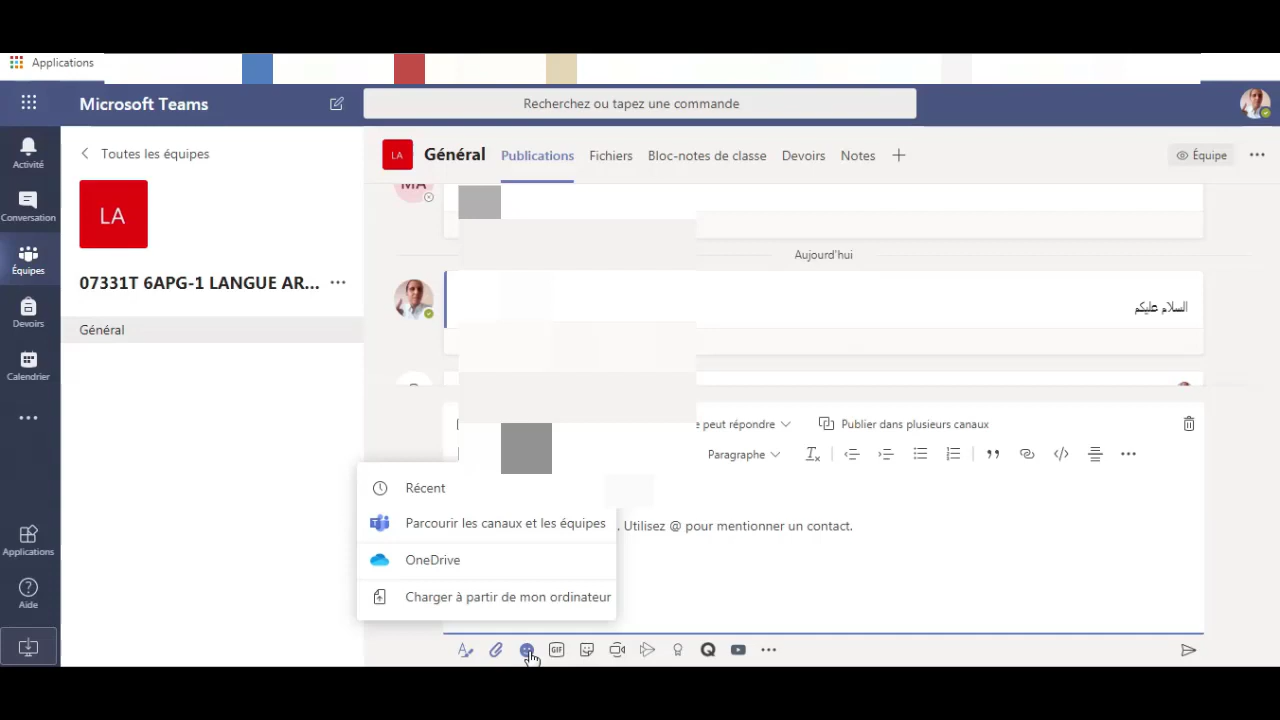 Applications
Microsoft Teams
Recherchez ou tapez une commande
Activité
Conversation
Équipes
Devoirs
Calendrier
Applications
Aide
Toutes les équipes
LA
07331T 6APG-1 LANGUE AR...
Général
LA
Général
Publications
Fichiers
Bloc-notes de classe
Devoirs
Notes
Équipe
MA
Aujourd'hui
السلام عليكم
e peut répondre
Publier dans plusieurs canaux
Paragraphe
. Utilisez @ pour mentionner un contact.
Récent
Parcourir les canaux et les équipes
OneDrive
Charger à partir de mon ordinateur
GIF